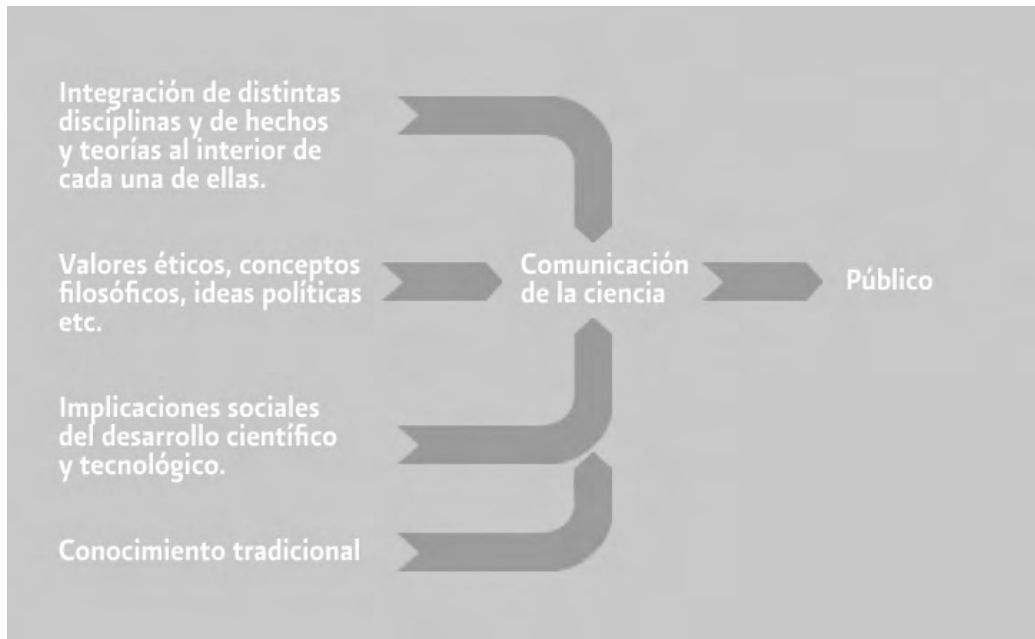 Integración de distintas
disciplinas y de hechos
y teorías al interior de
cada una de ellas.
Valores éticos, conceptos
filosóficos, ideas políticas
etc.
Comunicación
de la ciencia
Público
Implicaciones sociales
del desarrollo científico
y tecnológico.
Conocimiento tradicional